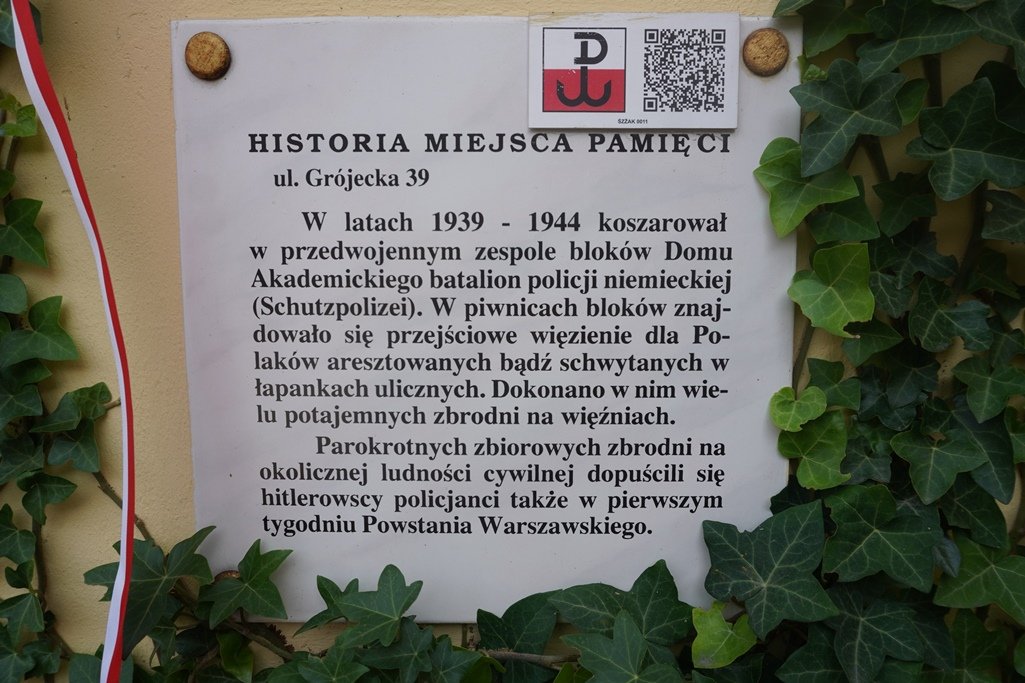 PW
SZŻAK 0011
HISTORIA MIEJSCA PAMIĘCI
ul. Grójecka 39
W latach 1939 - 1944 koszarował
w przedwojennym zespole bloków Domu
Akademickiego batalion policji niemieckiej
(Schutzpolizei). W piwnicach bloków znaj-
dowało się przejściowe więzienie dla Po-
laków aresztowanych bądź schwytanych w
łapankach ulicznych. Dokonano w nim wie-
lu potajemnych zbrodni na więźniach.
Parokrotnych zbiorowych zbrodni na
okolicznej ludności cywilnej dopuścili się
hitlerowscy policjanci także w pierwszym
tygodniu Powstania Warszawskiego.